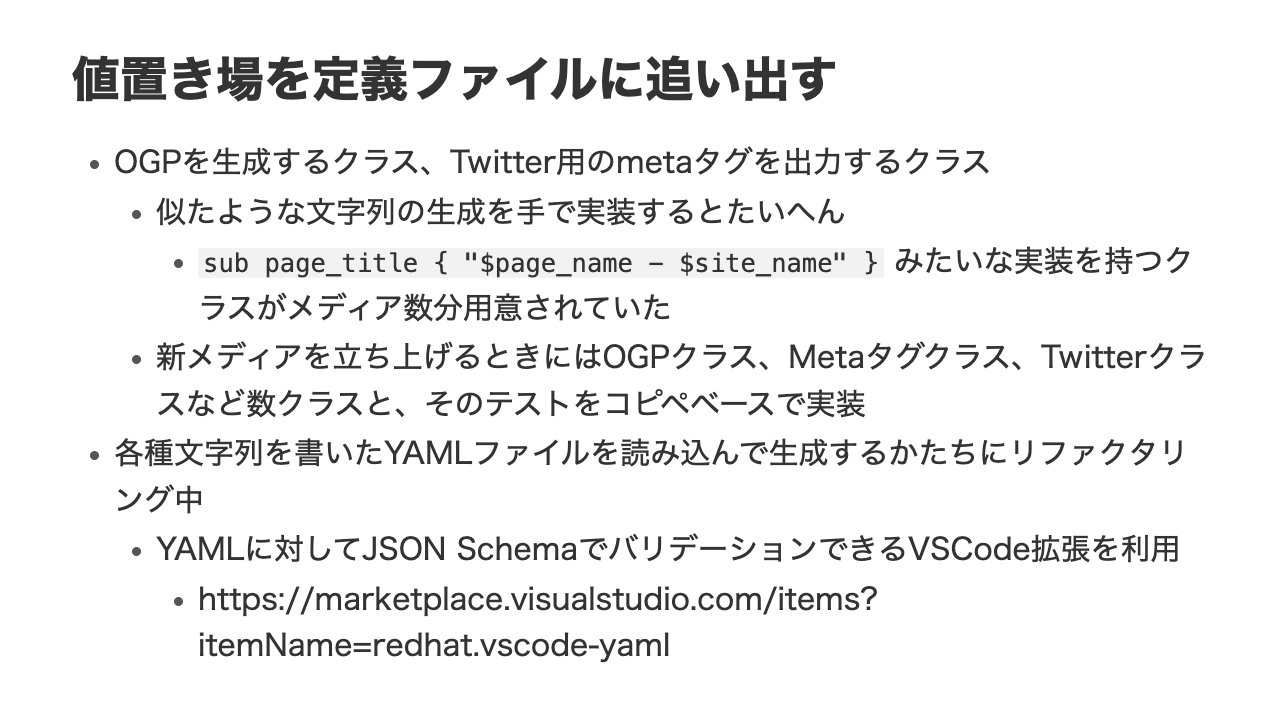 値置き場を定義ファイルに追い出す
OGPを生成するクラス、Twitter用のmetaタグを出力するクラス
似たような文字列の生成を手で実装するとたいへん
sub page_title { "$page_name - $site_name" } みたいな実装を持つク
ラスがメディア数分用意されていた
新メディアを立ち上げるときにはOGPクラス、Metaタグクラス、Twitterクラ
スなど数クラスと、そのテストをコピペベースで実装
各種文字列を書いたYAMLファイルを読み込んで生成するかたちにリファクタリ
ング中
YAMLに対してJSON SchemaでバリデーションできるVSCode拡張を利用
https://marketplace.visualstudio.com/items?
itemName=redhat.vscode-yaml